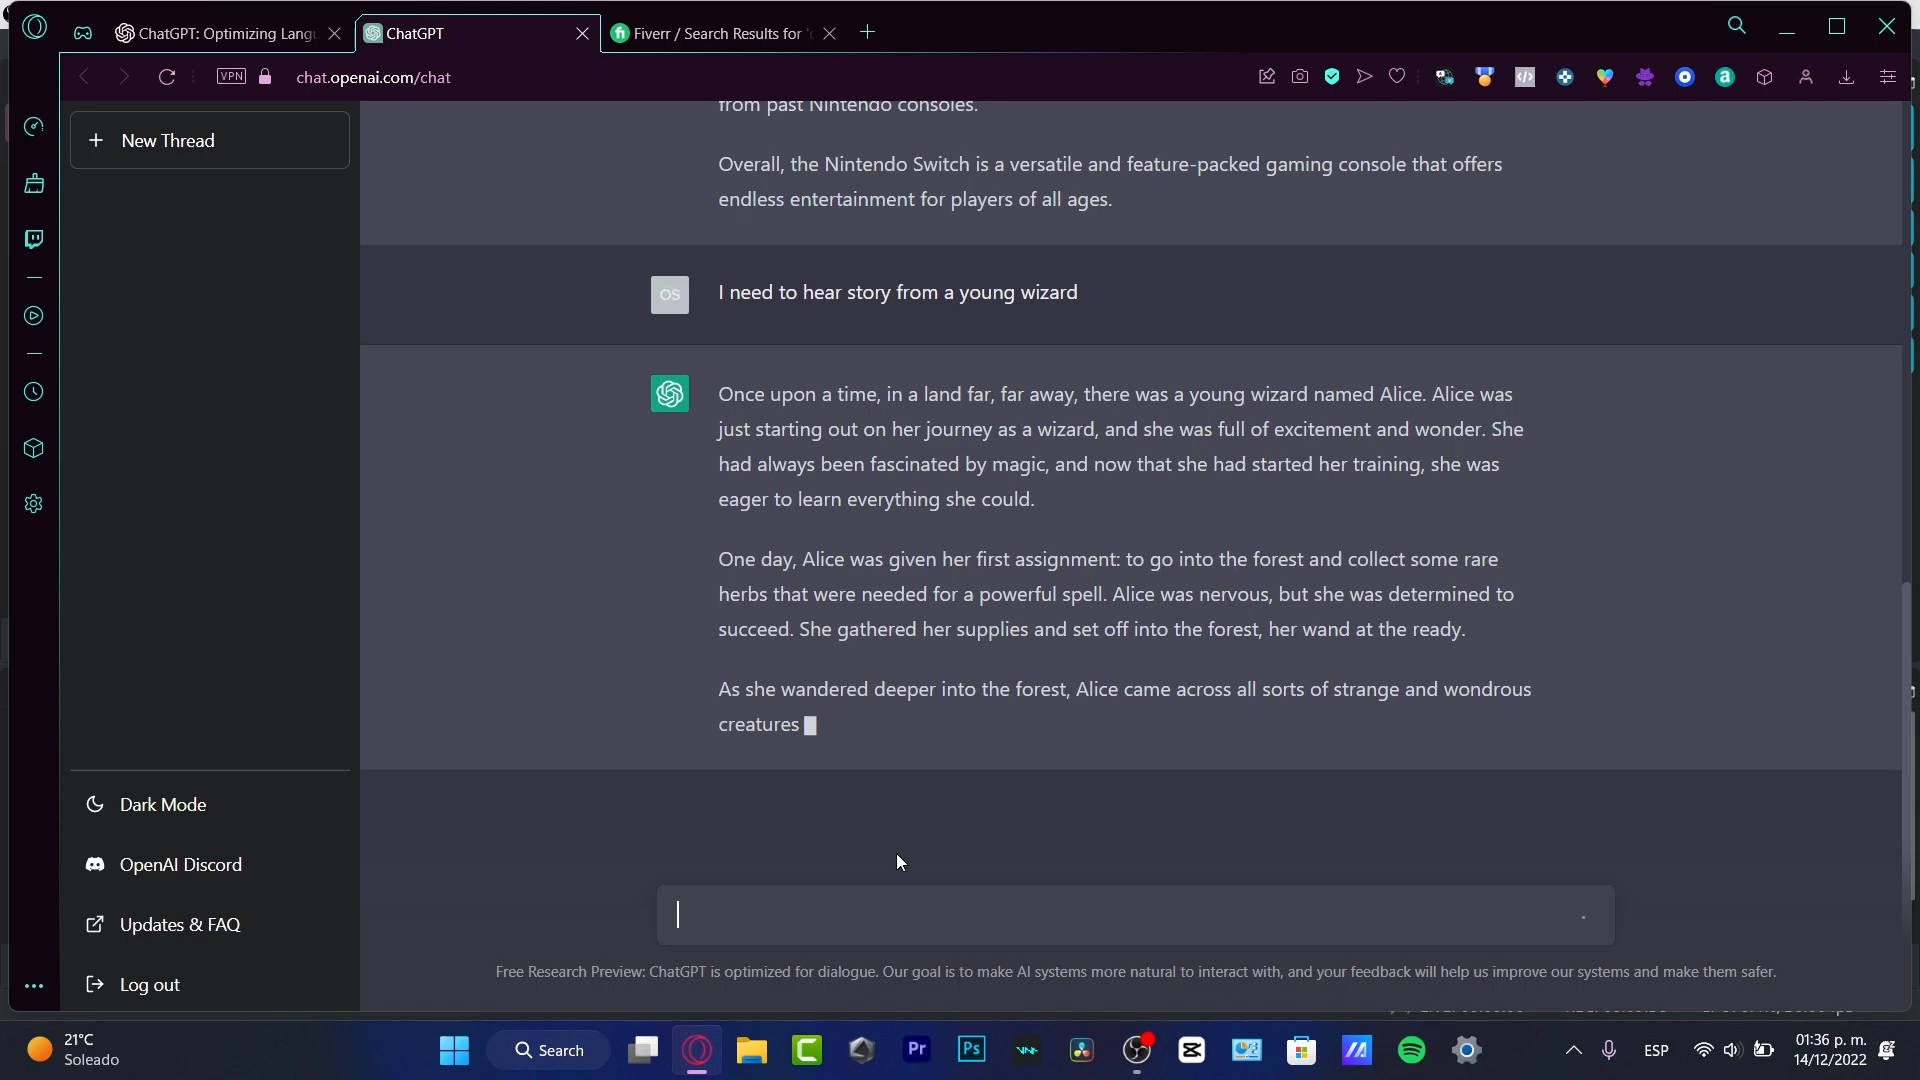 ChatGPT: Optimizing Langu
ChatGPT
Fiverr / Search Results for
VPN
chat.openai.com/chat
New Thread
from past Nintendo consoles.
Overall, the Nintendo Switch is a versatile and feature-packed gaming console that offers
endless entertainment for players of all ages.
OS
I need to hear story from a young wizard
Once upon a time, in a land far, far away, there was a young wizard named Alice. Alice was
just starting out on her journey as a wizard, and she was full of excitement and wonder. She
had always been fascinated by magic, and now that she had started her training, she was
eager to learn everything she could.
One day, Alice was given her first assignment: to go into the forest and collect some rare
herbs that were needed for a powerful spell. Alice was nervous, but she was determined to
succeed. She gathered her supplies and set off into the forest, her wand at the ready.
As she wandered deeper into the forest, Alice came across all sorts of strange and wondrous
creatures
Dark Mode
OpenAI Discord
Updates & FAQ
Log out
Free Research Preview: ChatGPT is optimized for dialogue. Our goal is to make AI systems more natural to interact with, and your feedback will help us improve our systems and make them safer.
21°C
Soleado
Search
Pr
Ps
ESP
01:36 p. m.
14/12/2022